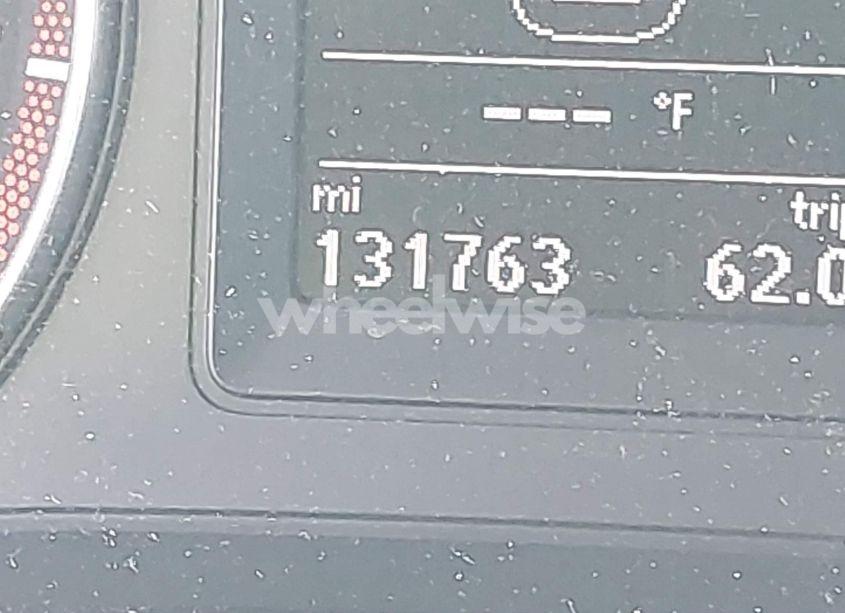 --- °F
mi trip
131763 62.0
wheelwise